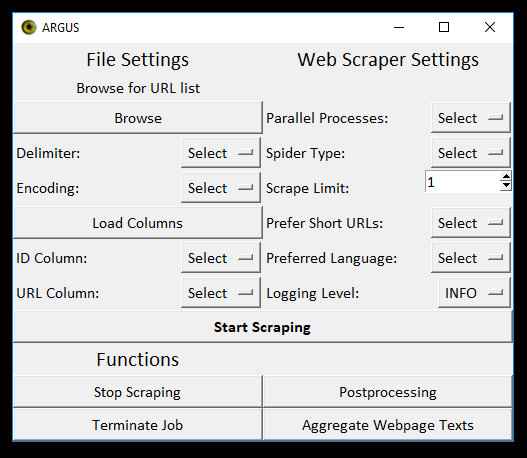 ARGUS
File Settings
Web Scraper Settings
Browse for URL list
Browse
Parallel Processes: Select
Delimiter: Select
Spider Type: Select
Encoding: Select
Scrape Limit: 1
Load Columns
Prefer Short URLs: Select
ID Column: Select
Preferred Language: Select
URL Column: Select
Logging Level: INFO
Start Scraping
Functions
Stop Scraping
Postprocessing
Terminate Job
Aggregate Webpage Texts